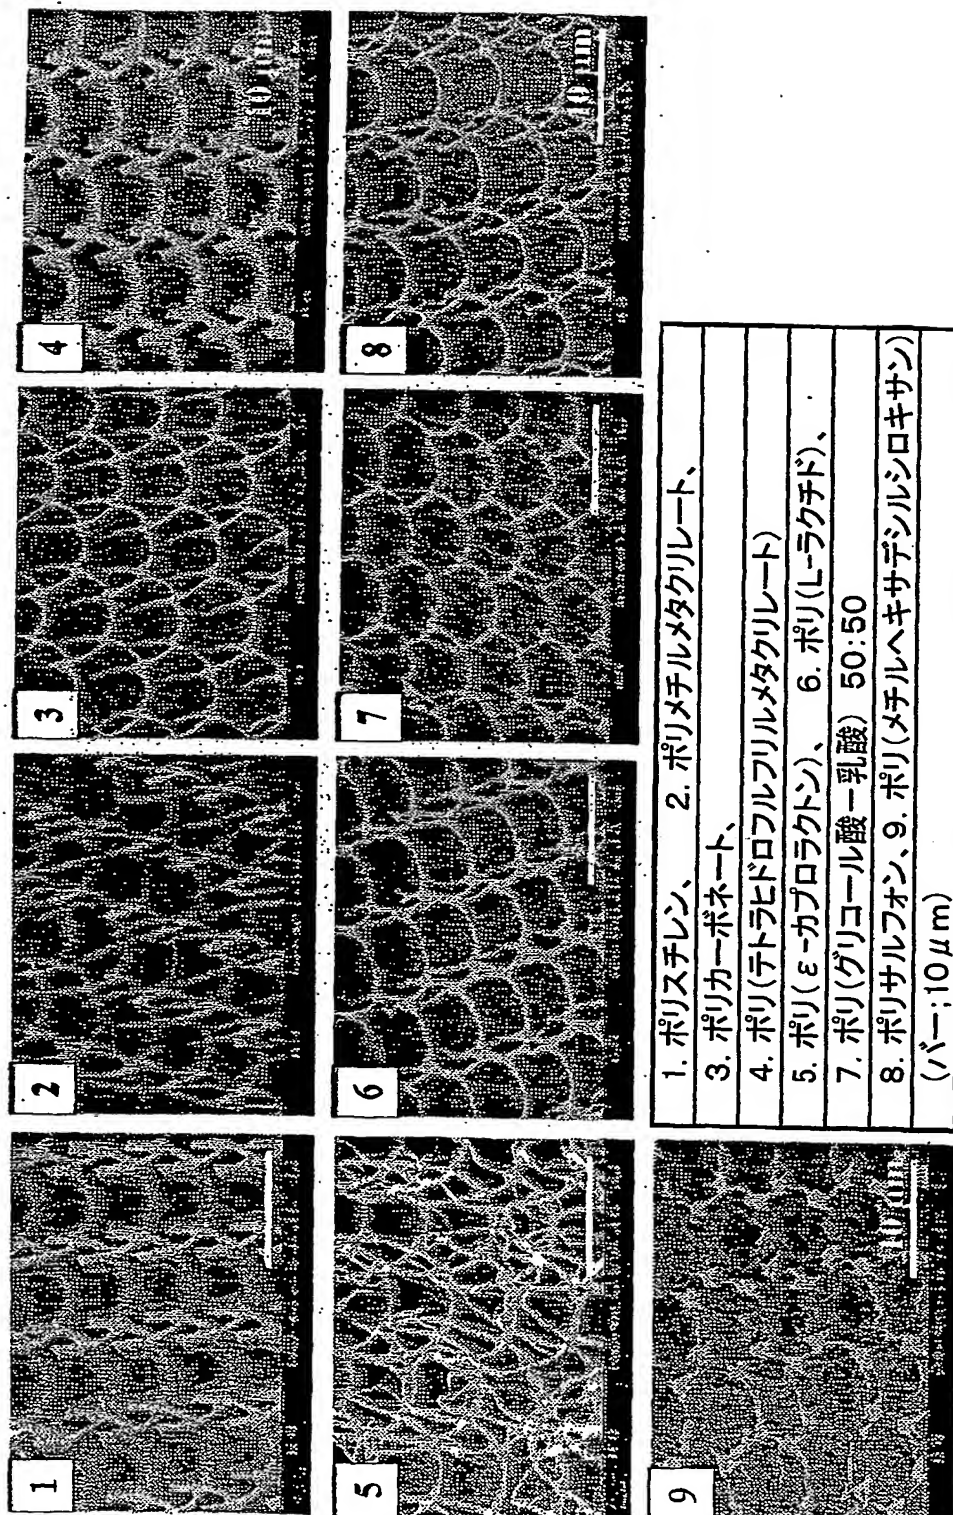 1
2
3
4
10 μm
5
6
7
8
10 μm
9
10 μm
1. ポリスチレン、 2. ポリメチルメタクリレート、
3. ポリカーボネート、
4. ポリ(テトラヒドロフルフリルメタクリレート)
5. ポリ(ε-カプロラクトン)、 6. ポリ(L-ラクチド)、
7. ポリ(グリコール酸ー乳酸) 50:50
8. ポリサルフォン、9. ポリ(メチルヘキサデシルシロキサン)
(バー;10μm)